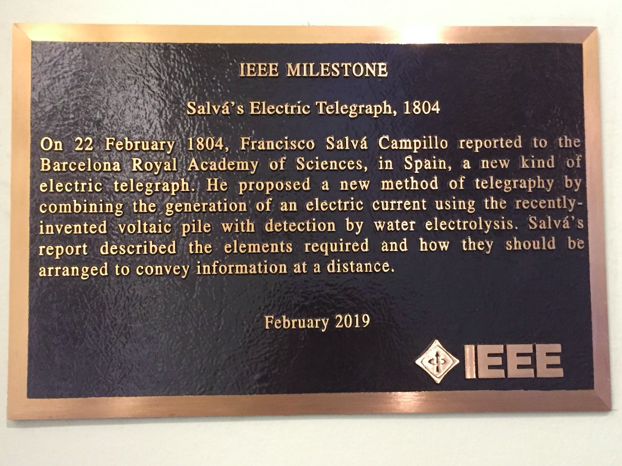 IEEE MILESTONE
Salvá's Electric Telegraph, 1804
On 22 February 1804, Francisco Salvá Campillo reported to the
Barcelona Royal Academy of Sciences, in Spain, a new kind of
electric telegraph. He proposed a new method of telegraphy by
combining the generation of an electric current using the recently-
invented voltaic pile with detection by water electrolysis. Salvá's
report described the elements required and how they should be
arranged to convey information at a distance.
February 2019
IEEE